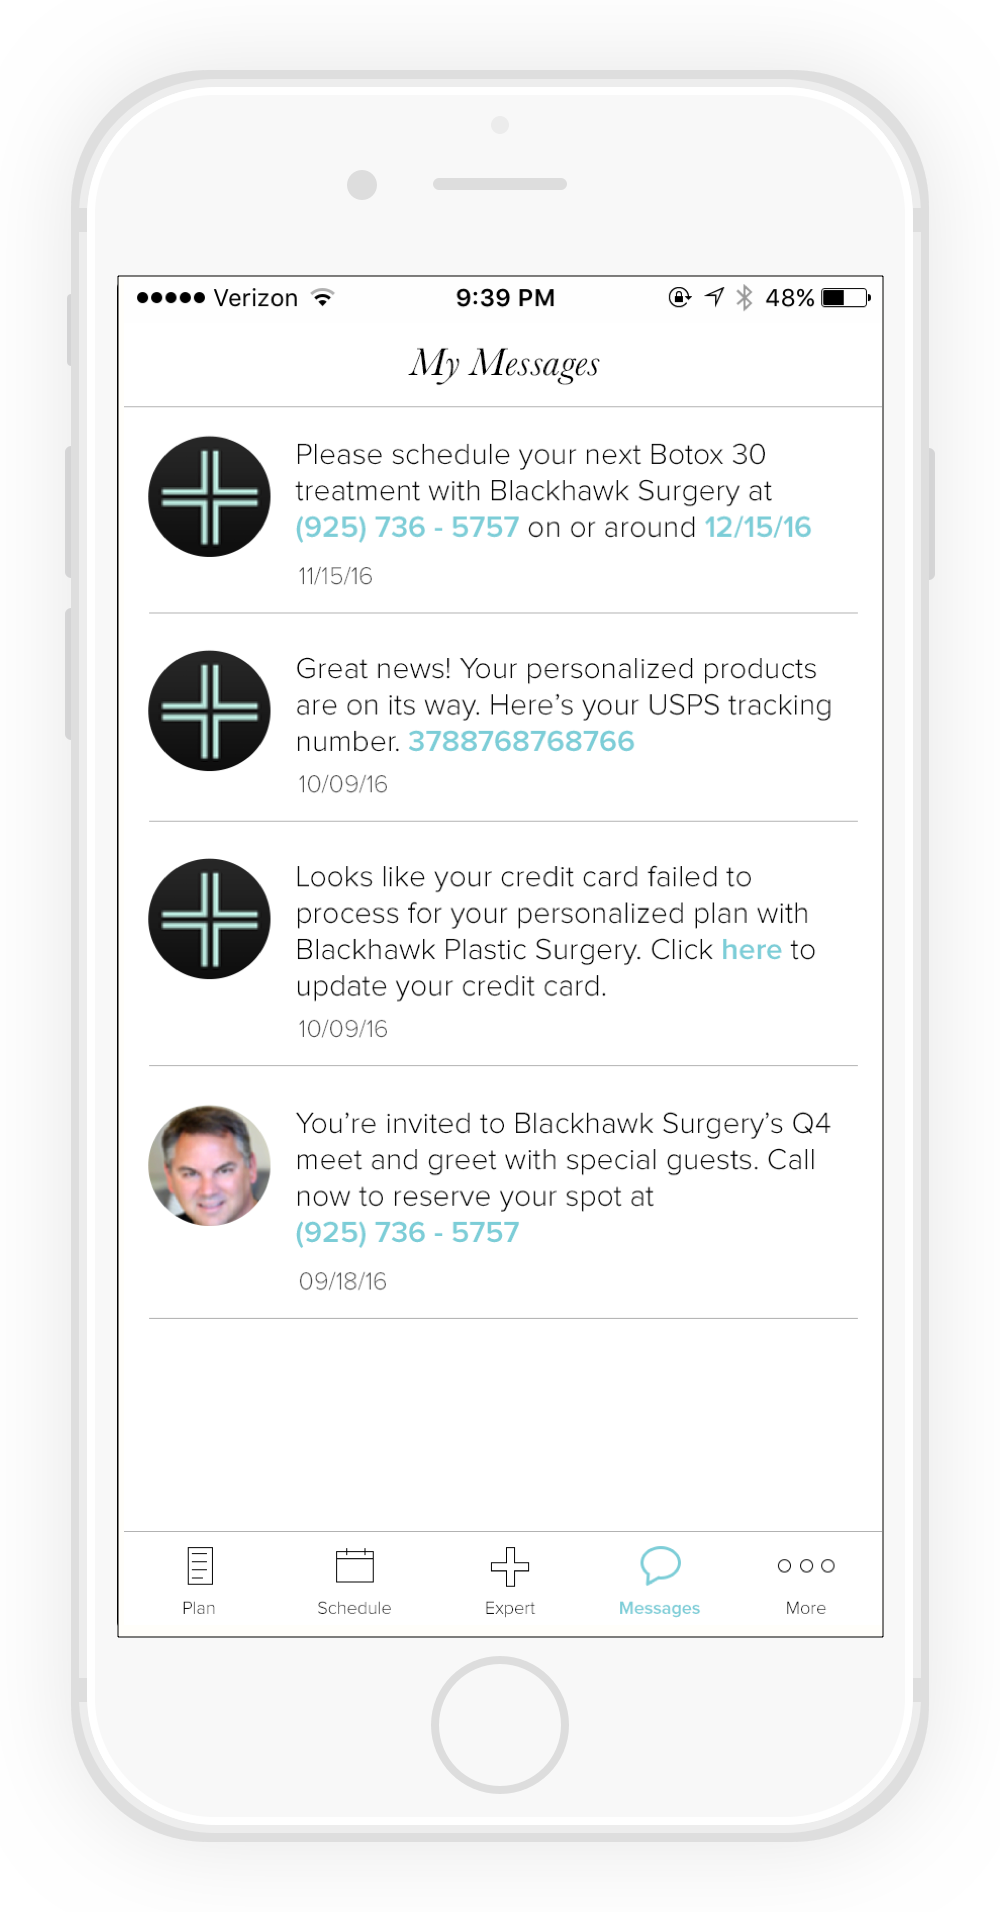 Verizon 9:39 PM 48%
My Messages
Please schedule your next Botox 30
treatment with Blackhawk Surgery at
(925) 736 - 5757 on or around 12/15/16
11/15/16
Great news! Your personalized products
are on its way. Here’s your USPS tracking
number. 3788768768766
10/09/16
Looks like your credit card failed to
process for your personalized plan with
Blackhawk Plastic Surgery. Click here to
update your credit card.
10/09/16
You’re invited to Blackhawk Surgery’s Q4
meet and greet with special guests. Call
now to reserve your spot at
(925) 736 - 5757
09/18/16
Plan Schedule Expert Messages More